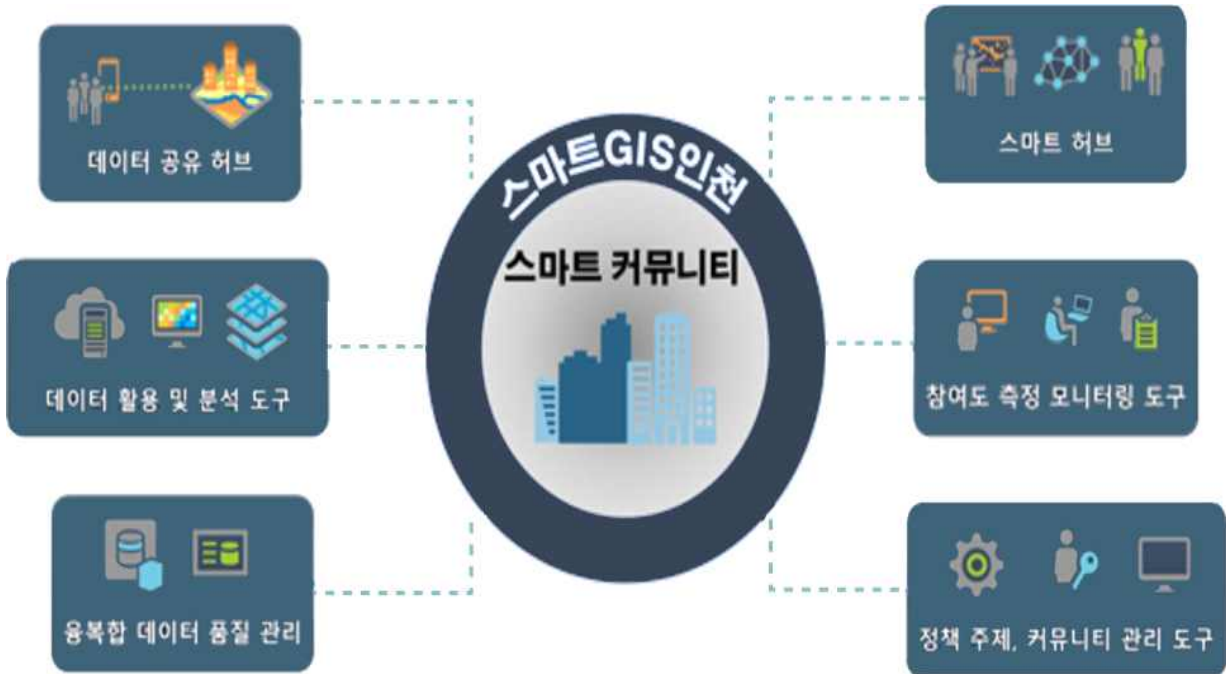 데이터 공유 허브
스마트 허브
스마트GIS인천
스마트 커뮤니티
데이터 활용 및 분석 도구
참여도 측정 모니터링 도구
융복합 데이터 품질 관리
정책 주제, 커뮤니티 관리 도구